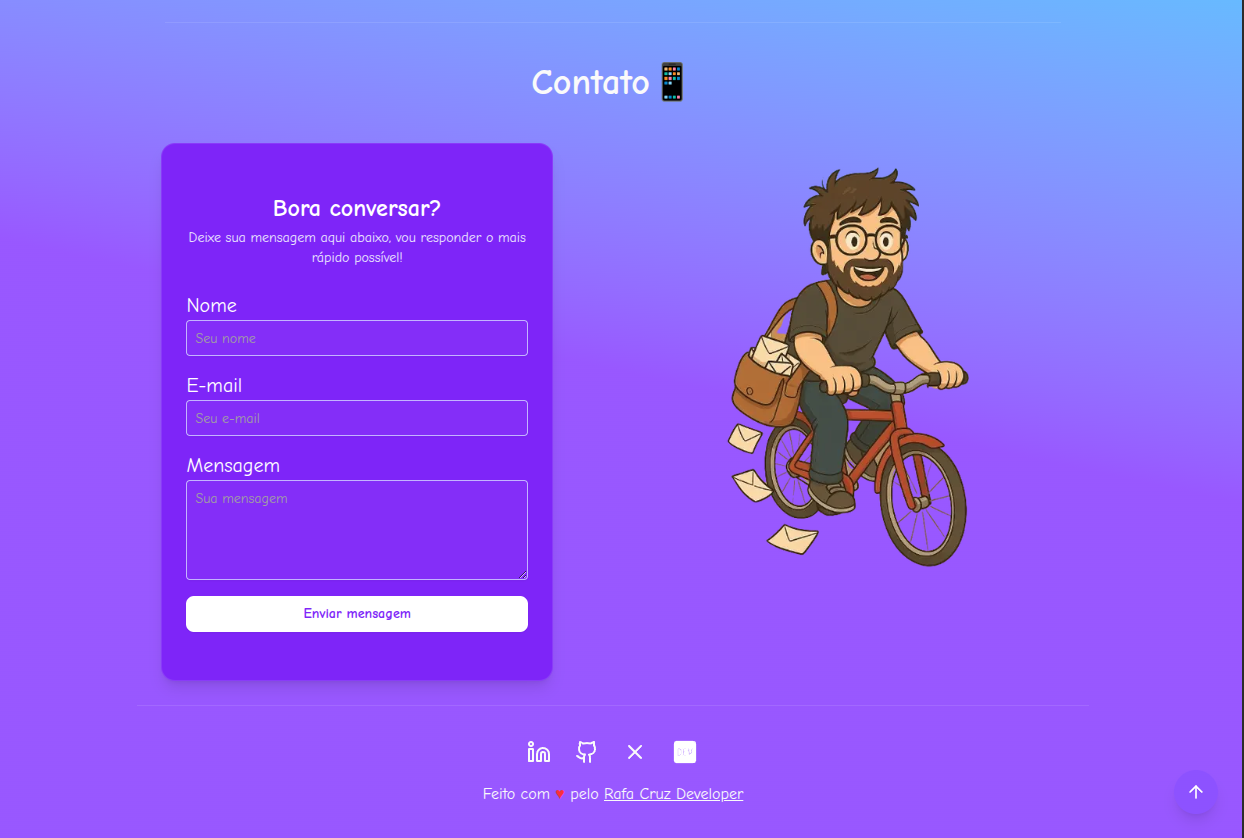 Contato
Bora conversar?
Deixe sua mensagem aqui abaixo, vou responder o mais
rápido possível!
Nome
Seu nome
E-mail
Seu e-mail
Mensagem
Sua mensagem
Enviar mensagem
Feito com ♥ pelo Rafa Cruz Developer